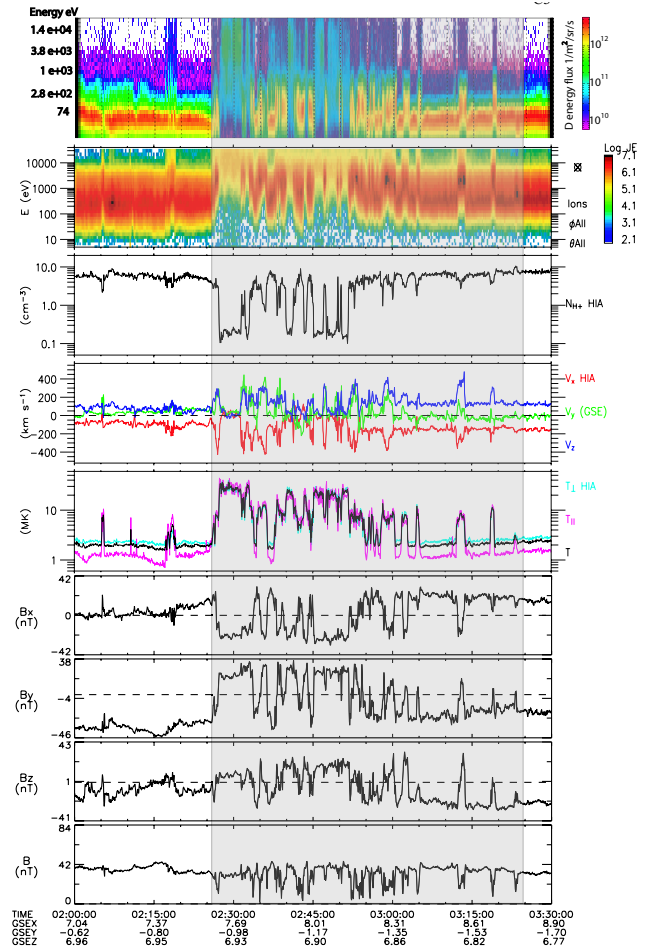 Energy eV
1.4 e+04
3.8 e+03
1 e+03
2.8 e+02
74
D energy flux 1/m²/sr/s
10¹²
10¹¹
10¹⁰
E (eV)
10000
1000
100
10
Ions
ϕAll
θAll
Log JE
7.1
6.1
5.1
4.1
3.1
2.1
(cm⁻³)
10.0
1.0
0.1
N_H+ HIA
(km s⁻¹)
400
200
0
−200
−400
Vx HIA
Vy (GSE)
Vz
(MK)
10
1
T⊥ HIA
T||
T
Bx
(nT)
42
0
−42
By
(nT)
38
−4
−46
Bz
(nT)
43
1
−41
B
(nT)
84
42
0
TIME 02:00:00 02:15:00 02:30:00 02:45:00 03:00:00 03:15:00 03:30:00
GSEX 7.04 7.37 7.69 8.01 8.31 8.61 8.90
GSEY −0.62 −0.80 −0.98 −1.17 −1.35 −1.53 −1.70
GSEZ 6.96 6.95 6.93 6.90 6.86 6.82 6.77